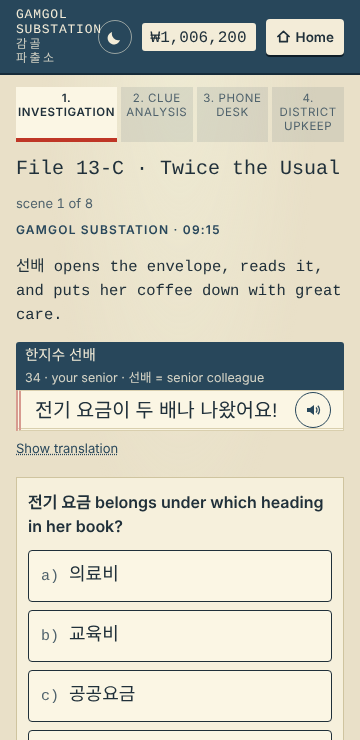 GAMGOL
SUBSTATION
감골
파출소
₩1,006,200
Home
1.
INVESTIGATION
2. CLUE
ANALYSIS
3. PHONE
DESK
4.
DISTRICT
UPKEEP
File 13-C · Twice the Usual
scene 1 of 8
GAMGOL SUBSTATION · 09:15
선배 opens the envelope, reads it,
and puts her coffee down with great
care.
한지수 선배
34 · your senior · 선배 = senior colleague
전기 요금이 두 배나 나왔어요!
Show translation
전기 요금 belongs under which heading
in her book?
a) 의료비
b) 교육비
c) 공공요금